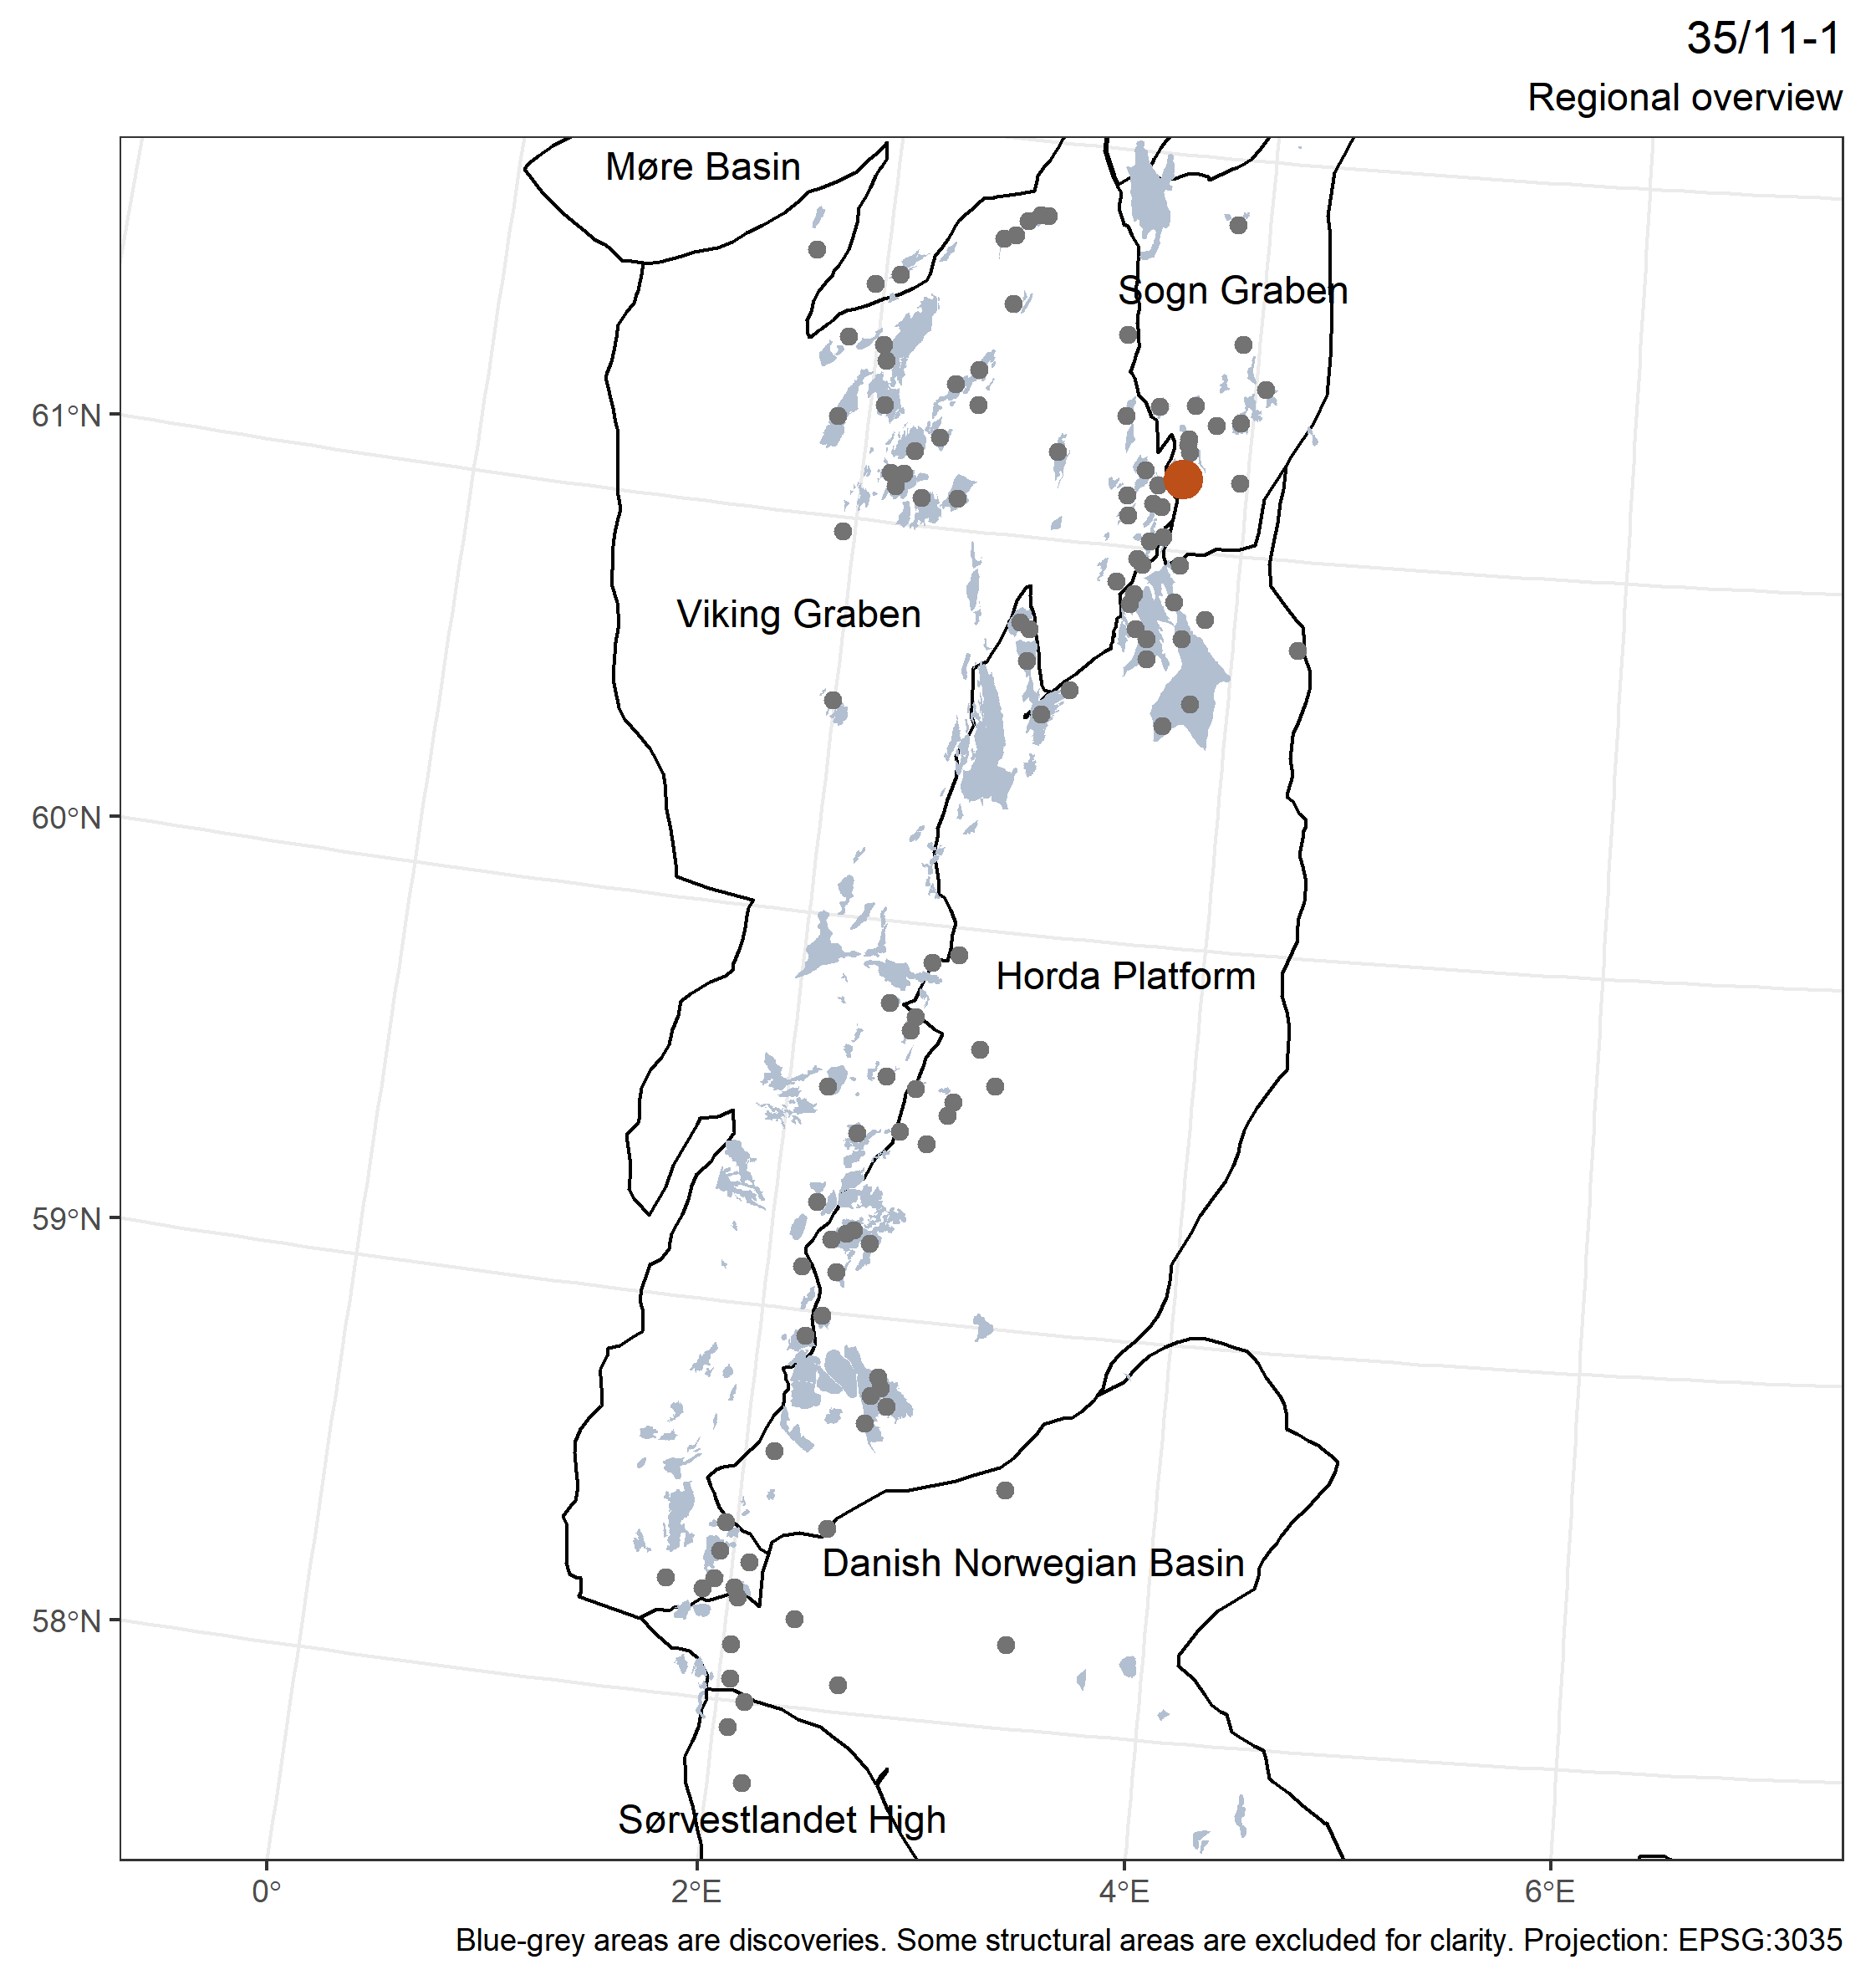 35/11-1
Regional overview
Møre Basin
Sogn Graben
61°N
Viking Graben
60°N
Horda Platform
59°N
Danish Norwegian Basin
58°N
Sørvestlandet High
0°
2°E
4°E
6°E
Blue-grey areas are discoveries. Some structural areas are excluded for clarity. Projection: EPSG:3035